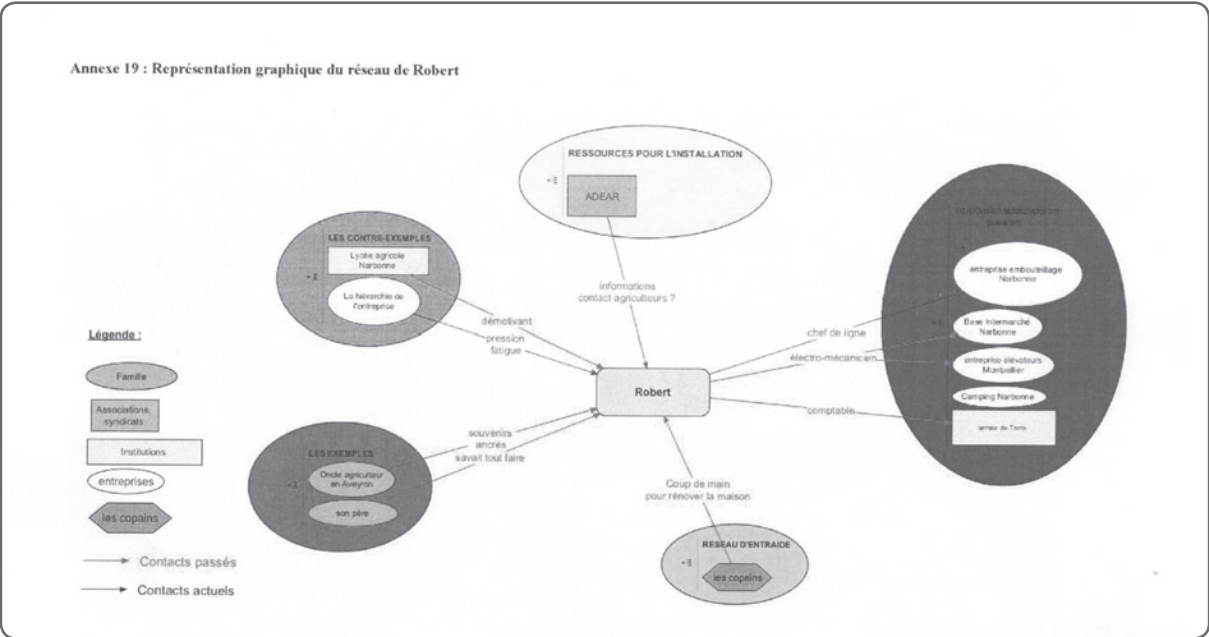 Annexe 19 : Représentation graphique du réseau de Robert
RESSOURCES POUR L'INSTALLATION
ADEAR
informations
contact agriculteurs ?
LES CONTRE-EXEMPLES
Lycée agricole
Narbonne
La hiérarchie de
l'entreprise
démotivant
pression
fatigue
entreprise embouteillage
Narbonne
Base Intermarché
Narbonne
entreprise élévateurs
Montpellier
Camping Narbonne
armée de Terre
chef de ligne
électro-mécanicien
comptable
Robert
LES EXEMPLES
Oncle agriculteur
en Aveyron
son père
souvenirs
ancrés
savait tout faire
Coup de main
pour rénover la maison
RESEAU D'ENTRAIDE
les copains
Légende :
Famille
Associations,
syndicats
Institutions
entreprises
les copains
Contacts passés
Contacts actuels